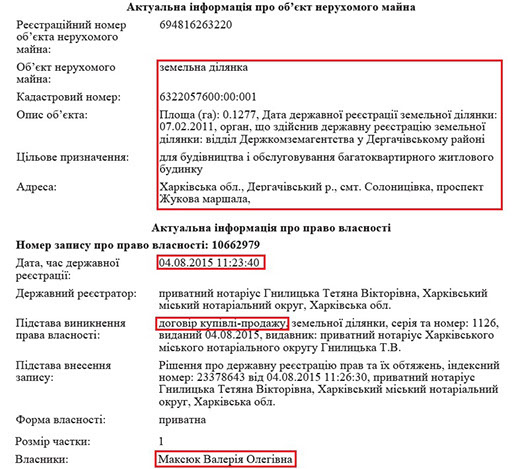 Актуальна інформація про об’єкт нерухомого майна
Реєстраційний номер 694816263220
об’єкта нерухомого
майна:
Об’єкт нерухомого земельна ділянка
майна:
Кадастровий номер: 6322057600:00:001
Опис об’єкта: Площа (га): 0.1277, Дата державної реєстрації земельної ділянки:
07.02.2011, орган, що здійснив державну реєстрацію земельної
ділянки: відділ Держкомземагентства у Дергачівському районі
Цільове призначення: для будівництва і обслуговування багатоквартирного житлового
будинку
Адреса: Харківська обл., Дергачівський р., смт. Солоницівка, проспект
Жукова маршала,
Актуальна інформація про право власності
Номер запису про право власності: 10662979
Дата, час державної 04.08.2015 11:23:40
реєстрації:
Державний реєстратор: приватний нотаріус Гнилицька Тетяна Вікторівна, Харківський
міський нотаріальний округ, Харківська обл.
Підстава виникнення договір купівлі-продажу, земельної ділянки, серія та номер: 1126,
права власності: виданий 04.08.2015, видавник: приватний нотаріус Харківського
міського нотаріального округу Гнилицька Т.В.
Підстава внесення Рішення про державну реєстрацію прав та їх обтяжень, індексний
запису: номер: 23378643 від 04.08.2015 11:26:30, приватний нотаріус
Гнилицька Тетяна Вікторівна, Харківський міський нотаріальний
округ, Харківська обл.
Форма власності: приватна
Розмір частки: 1
Власники: Максюк Валерія Олегівна